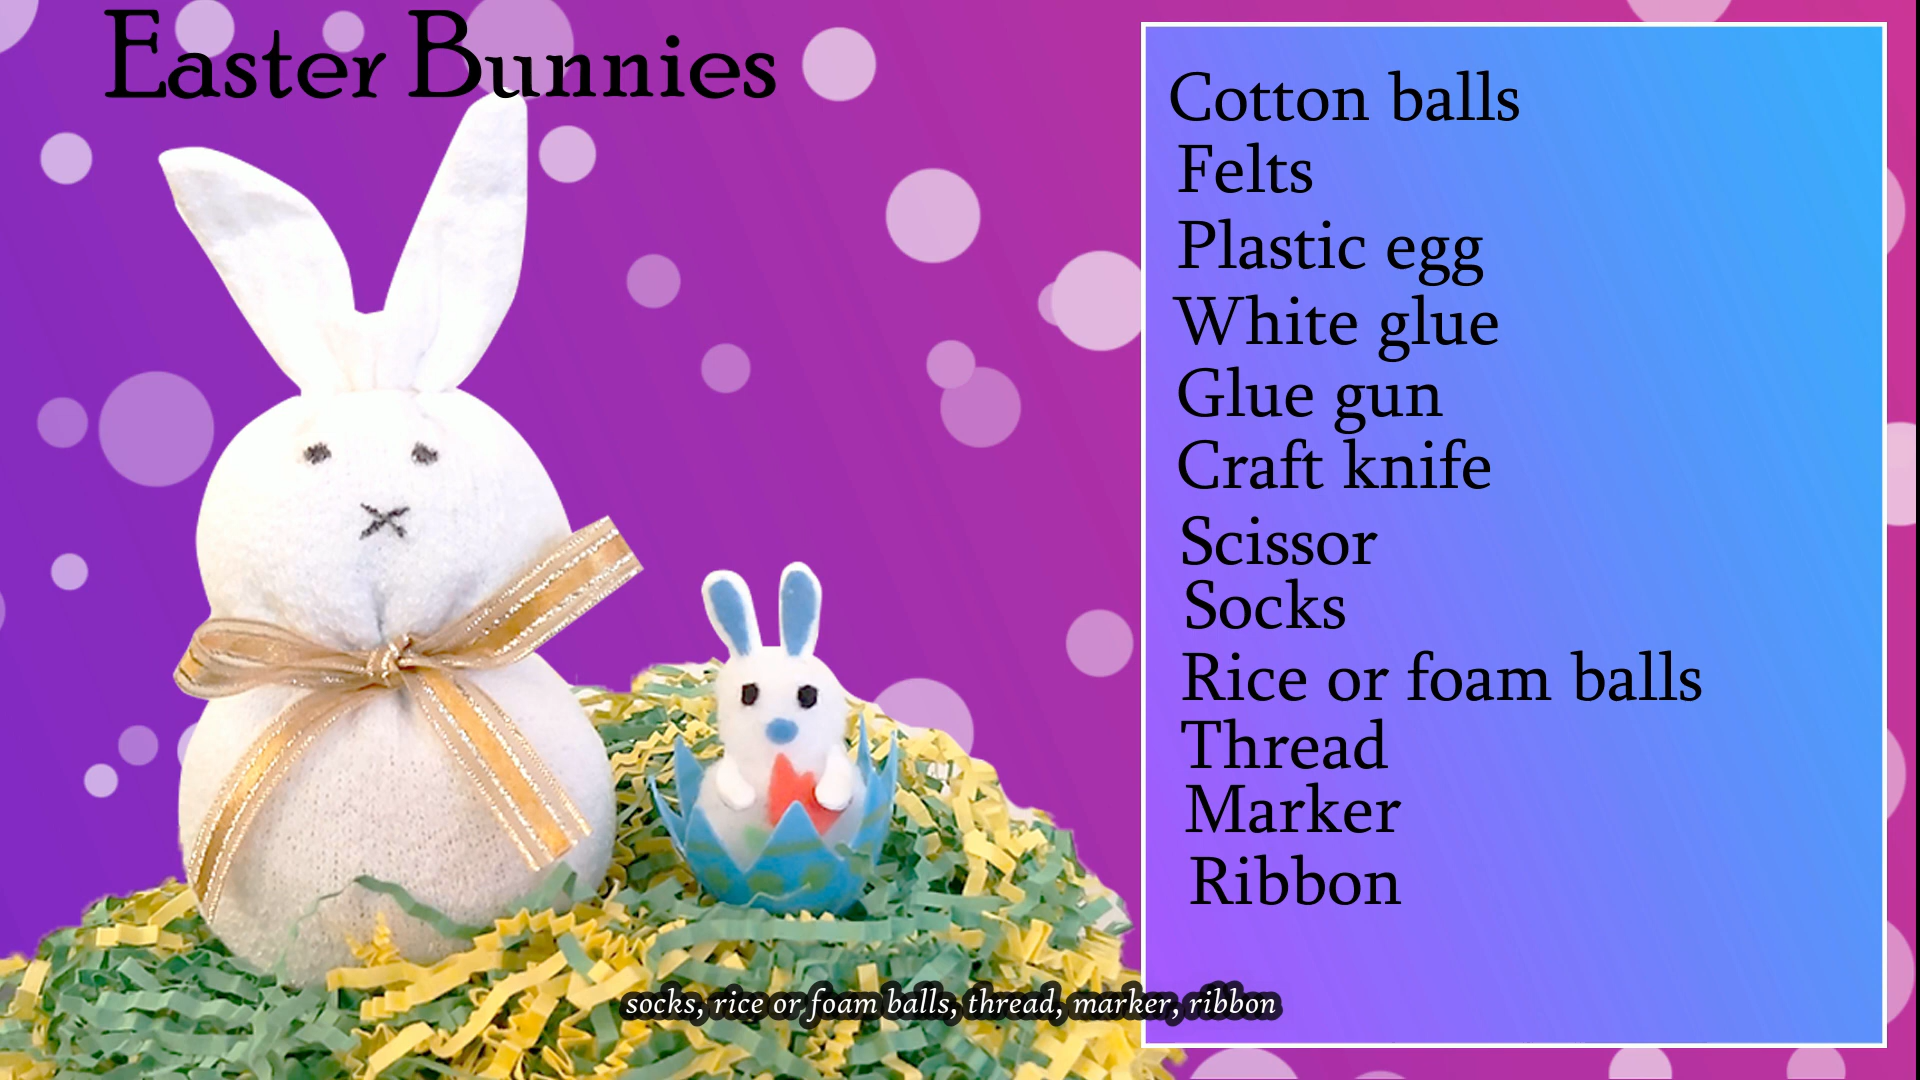 Easter Bunnies
Cotton balls
Felts
Plastic egg
White glue
Glue gun
Craft knife
Scissor
Socks
Rice or foam balls
Thread
Marker
Ribbon
socks, rice or foam balls, thread, marker, ribbon